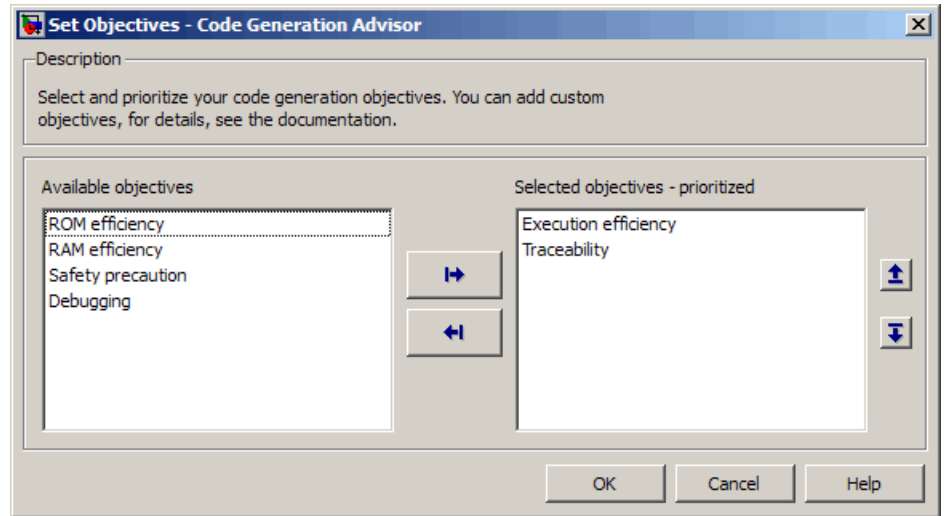 Set Objectives - Code Generation Advisor
Description
Select and prioritize your code generation objectives. You can add custom
objectives, for details, see the documentation.
Available objectives
ROM efficiency
RAM efficiency
Safety precaution
Debugging
Selected objectives - prioritized
Execution efficiency
Traceability
OK
Cancel
Help